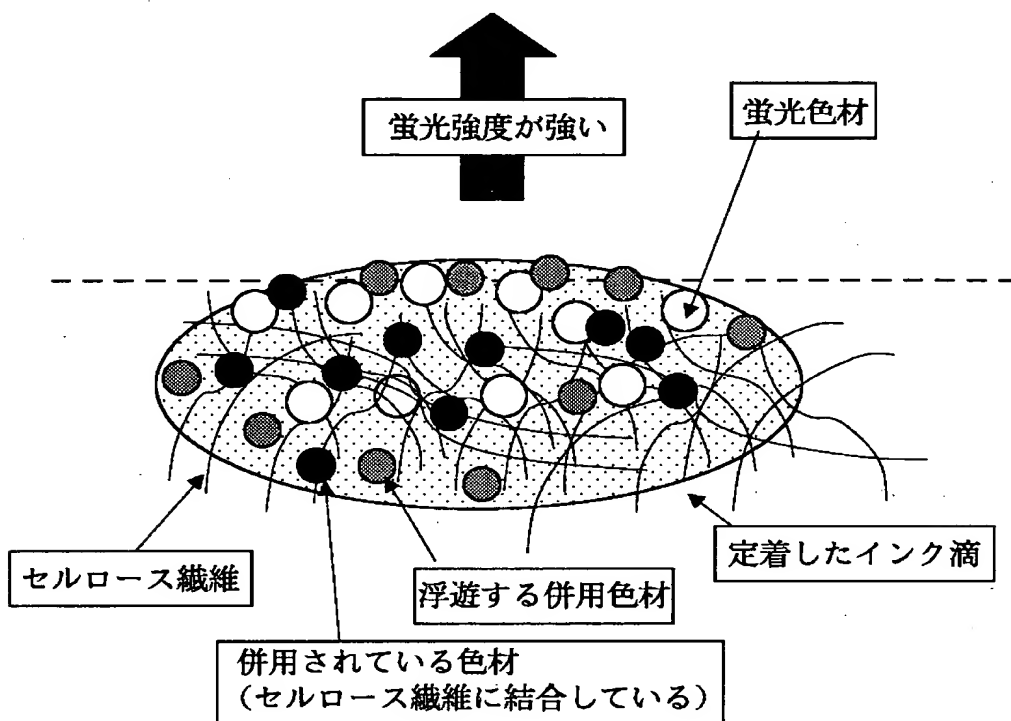 蛍光強度が強い
蛍光色材
セルロース繊維
浮遊する併用色材
定着したインク滴
併用されている色材
（セルロース繊維に結合している）